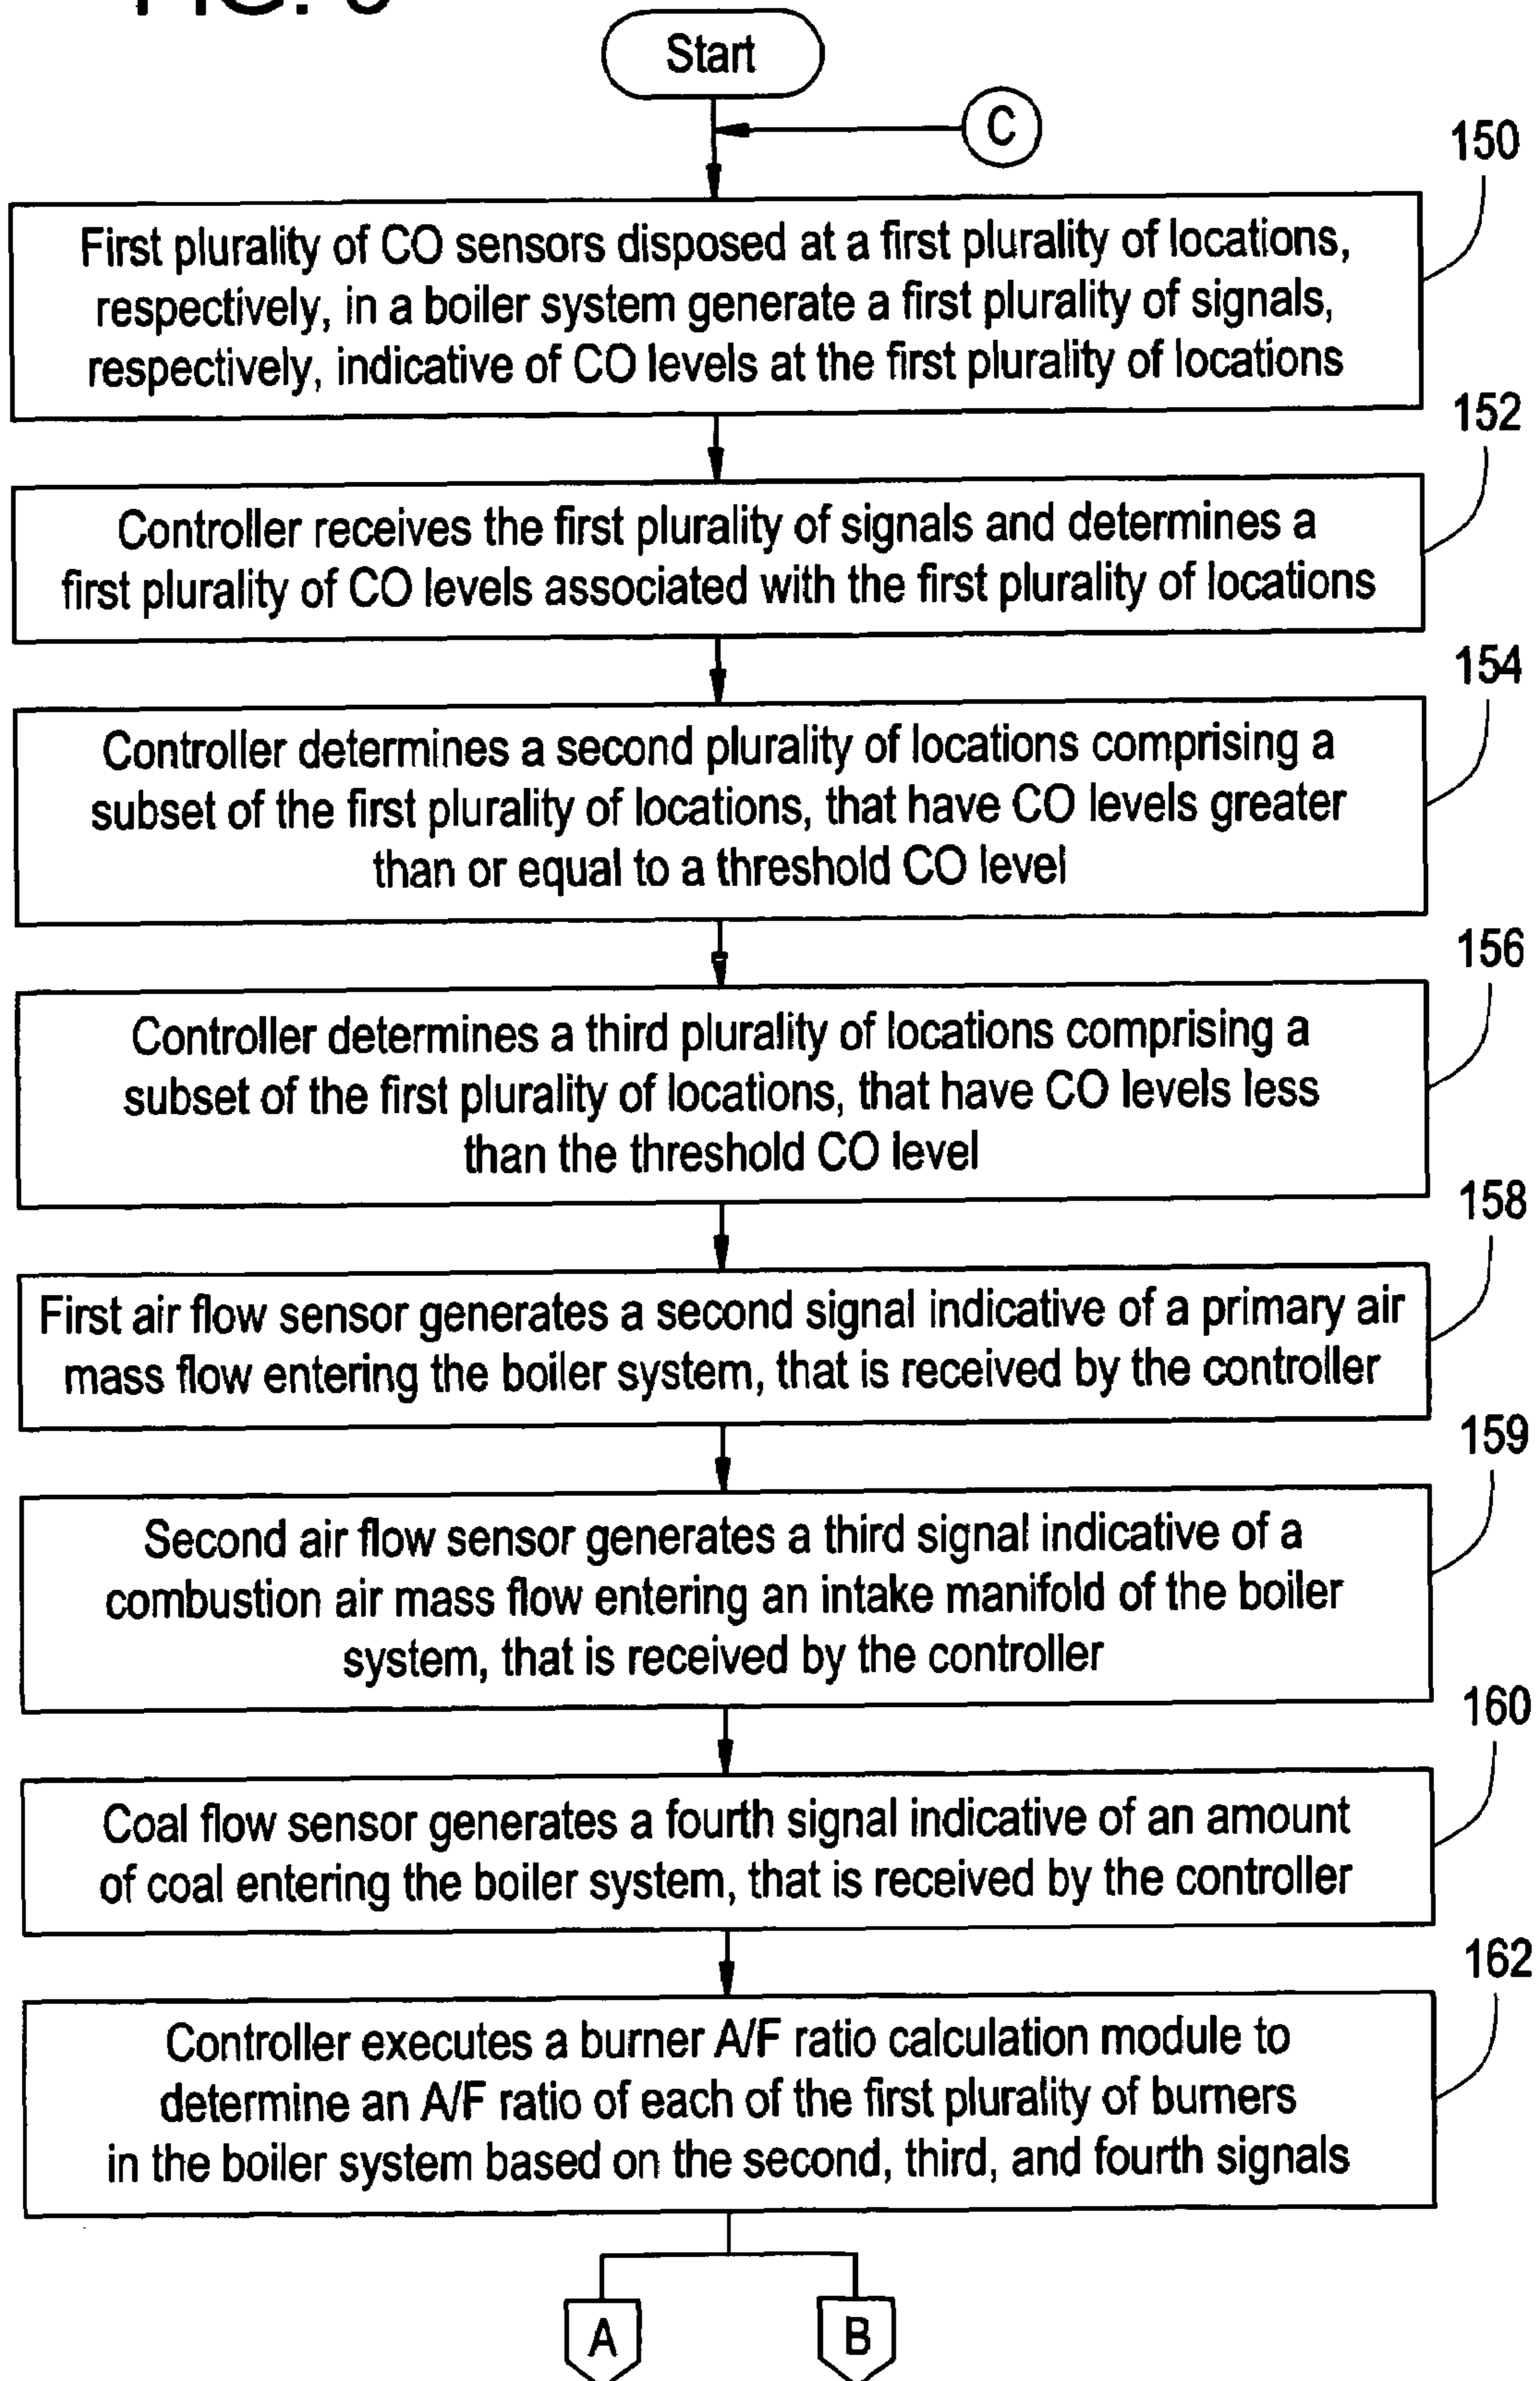 Start
C
150
First plurality of CO sensors disposed at a first plurality of locations,
respectively, in a boiler system generate a first plurality of signals,
respectively, indicative of CO levels at the first plurality of locations
152
Controller receives the first plurality of signals and determines a
first plurality of CO levels associated with the first plurality of locations
154
Controller determines a second plurality of locations comprising a
subset of the first plurality of locations, that have CO levels greater
than or equal to a threshold CO level
156
Controller determines a third plurality of locations comprising a
subset of the first plurality of locations, that have CO levels less
than the threshold CO level
158
First air flow sensor generates a second signal indicative of a primary air
mass flow entering the boiler system, that is received by the controller
159
Second air flow sensor generates a third signal indicative of a
combustion air mass flow entering an intake manifold of the boiler
system, that is received by the controller
160
Coal flow sensor generates a fourth signal indicative of an amount
of coal entering the boiler system, that is received by the controller
162
Controller executes a burner A/F ratio calculation module to
determine an A/F ratio of each of the first plurality of burners
in the boiler system based on the second, third, and fourth signals
A
B